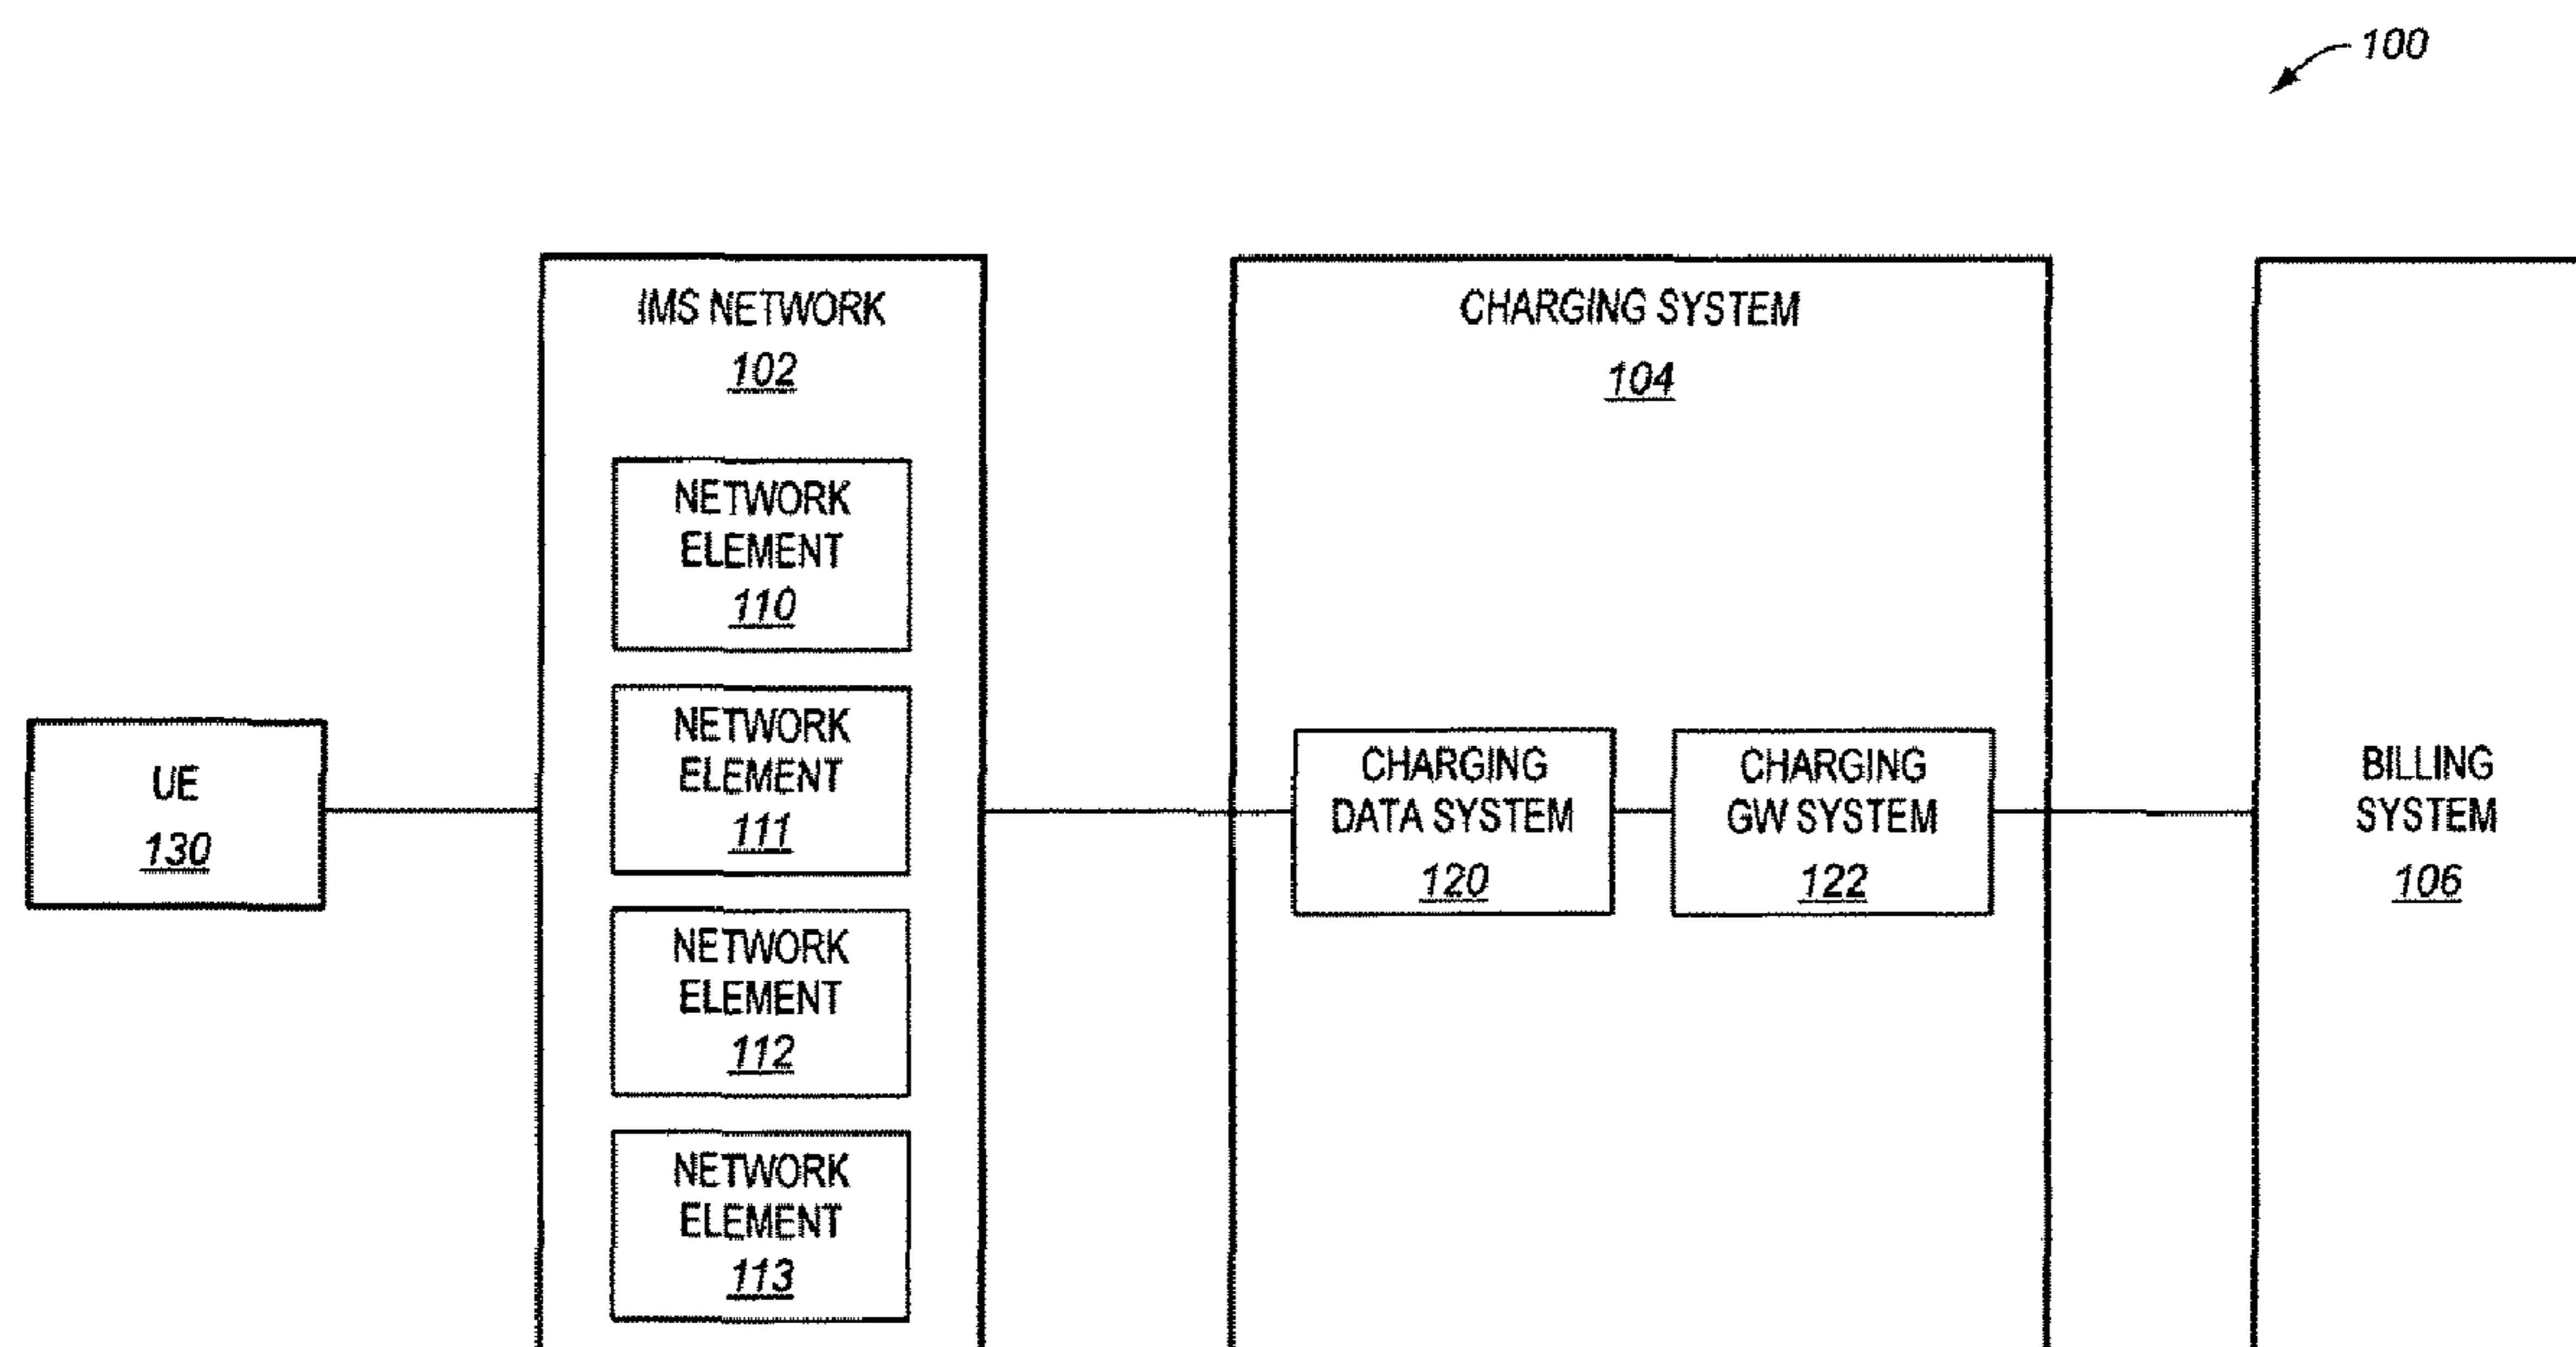 100
IMS NETWORK
102
NETWORK
ELEMENT
110
NETWORK
ELEMENT
111
NETWORK
ELEMENT
112
NETWORK
ELEMENT
113
UE
130
CHARGING SYSTEM
104
CHARGING
DATA SYSTEM
120
CHARGING
GW SYSTEM
122
BILLING
SYSTEM
106